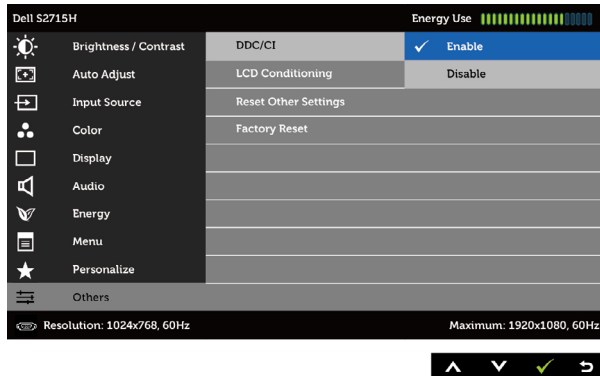 Dell S2715H Energy Use
Brightness / Contrast DDC/CI Enable
Auto Adjust LCD Conditioning Disable
Input Source Reset Other Settings
Color Factory Reset
Display
Audio
Energy
Menu
Personalize
Others
Resolution: 1024x768, 60Hz Maximum: 1920x1080, 60Hz